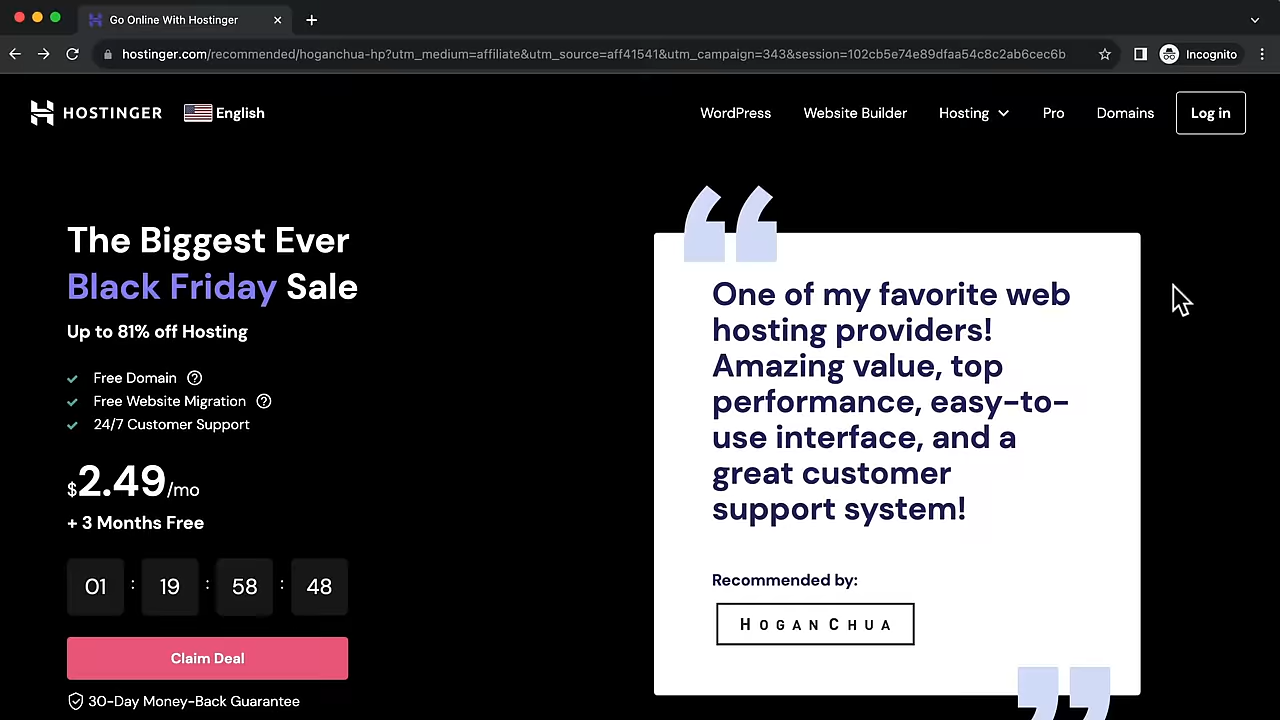 Go Online With Hostinger
hostinger.com/recommended/hoganchua-hp?utm_medium=affiliate&utm_source=aff41541&utm_campaign=343&session=102cb5e74e89dfaa54c8c2ab6cec6b
Incognito
HOSTINGER
English
WordPress
Website Builder
Hosting
Pro
Domains
Log in
The Biggest Ever
Black Friday Sale
Up to 81% off Hosting
Free Domain
Free Website Migration
24/7 Customer Support
$2.49/mo
+ 3 Months Free
01 : 19 : 58 : 48
Claim Deal
30-Day Money-Back Guarantee
“
One of my favorite web
hosting providers!
Amazing value, top
performance, easy-to-
use interface, and a
great customer
support system!
Recommended by:
HOGANCHUA
”